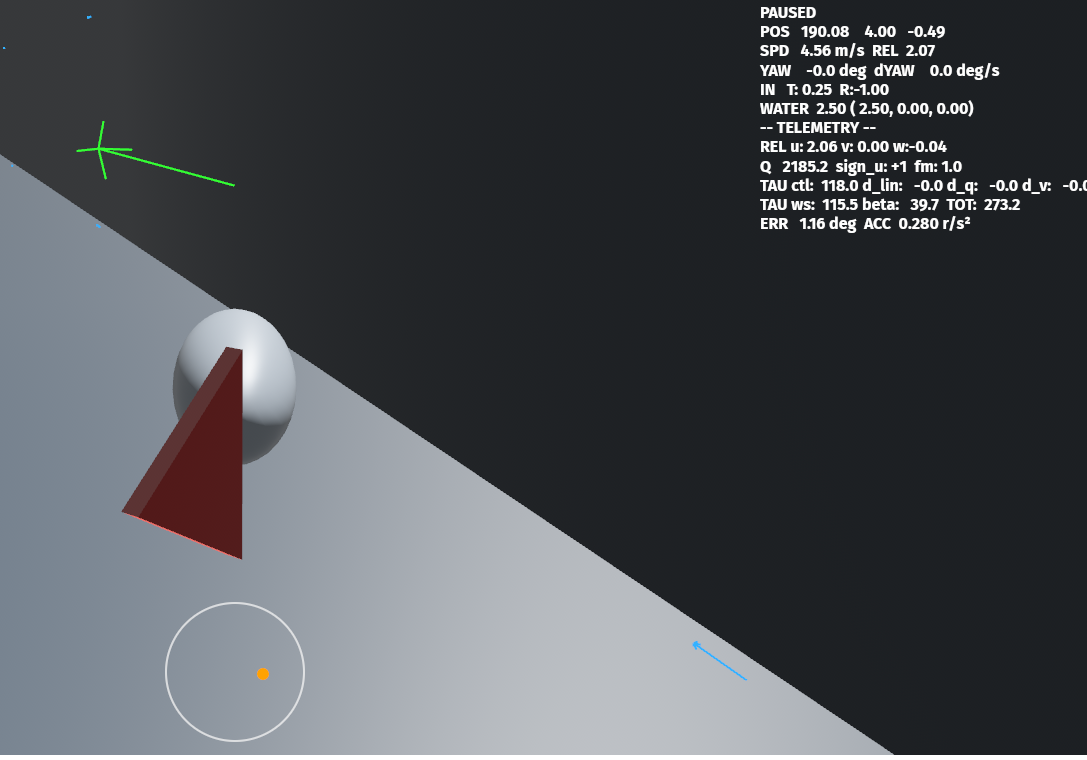 PAUSED
POS 190.08 4.00 -0.49
SPD 4.56 m/s REL 2.07
YAW -0.0 deg dYAW 0.0 deg/s
IN T: 0.25 R:-1.00
WATER 2.50 ( 2.50, 0.00, 0.00)
-- TELEMETRY --
REL u: 2.06 v: 0.00 w:-0.04
Q 2185.2 sign_u: +1 fm: 1.0
TAU ctl: 118.0 d_lin: -0.0 d_q: -0.0 d_v: -0.0
TAU ws: 115.5 beta: 39.7 TOT: 273.2
ERR 1.16 deg ACC 0.280 r/s²